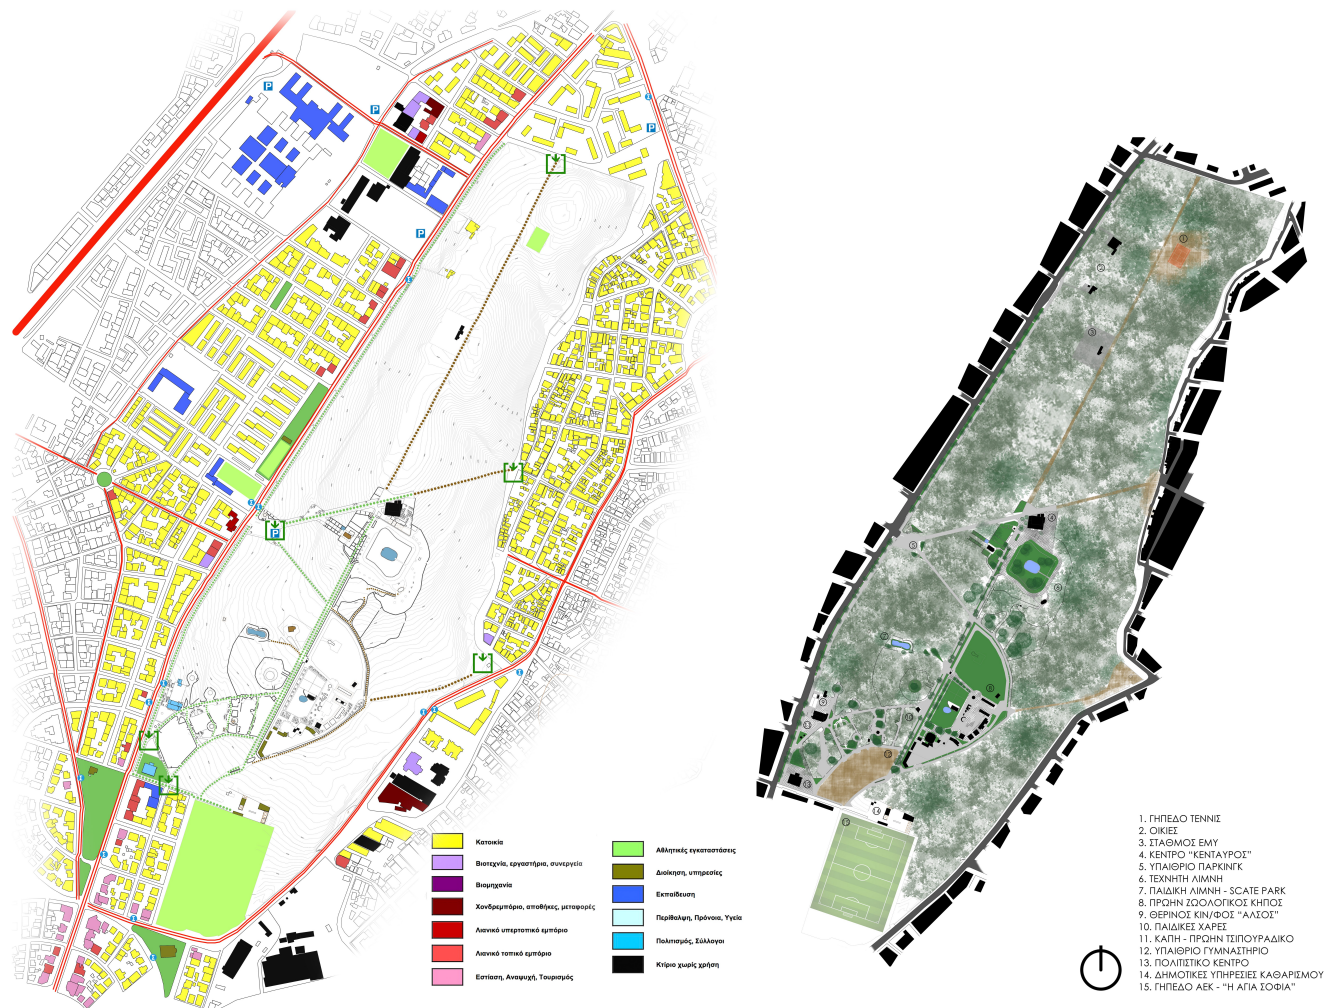 P
P
P
P
P
Κατοικία
Βιοτεχνία, εργαστήρια, συνεργεία
Βιομηχανία
Χονδρεμπόριο, αποθήκες, μεταφορές
Λιανικό υπερτοπικό εμπόριο
Λιανικό τοπικό εμπόριο
Εστίαση, Αναψυχή, Τουρισμός
Αθλητικές εγκαταστάσεις
Διοίκηση, υπηρεσίες
Εκπαίδευση
Περίθαλψη, Πρόνοια, Υγεία
Πολιτισμός, Σύλλογοι
Κτίριο χωρίς χρήση
1. ΓΗΠΕΔΟ ΤΕΝΝΙΣ
2. ΟΙΚΙΕΣ
3. ΣΤΑΘΜΟΣ ΕΜΥ
4. ΚΕΝΤΡΟ "ΚΕΝΤΑΥΡΟΣ"
5. ΥΠΑΙΘΡΙΟ ΠΑΡΚΙΝΓΚ
6. ΤΕΧΝΗΤΗ ΛΙΜΝΗ
7. ΠΑΙΔΙΚΗ ΛΙΜΝΗ - SCATE PARK
8. ΠΡΩΗΝ ΖΩΟΛΟΓΙΚΟΣ ΚΗΠΟΣ
9. ΘΕΡΙΝΟΣ ΚΙΝ/ΦΟΣ "ΑΛΣΟΣ"
10. ΠΑΙΔΙΚΕΣ ΧΑΡΕΣ
11. ΚΑΠΗ - ΠΡΩΗΝ ΤΣΙΠΟΥΡΑΔΙΚΟ
12. ΥΠΑΙΘΡΙΟ ΓΥΜΝΑΣΤΗΡΙΟ
13. ΠΟΛΙΤΙΣΤΙΚΟ ΚΕΝΤΡΟ
14. ΔΗΜΟΤΙΚΕΣ ΥΠΗΡΕΣΙΕΣ ΚΑΘΑΡΙΣΜΟΥ
15. ΓΗΠΕΔΟ ΑΕΚ - "Η ΑΓΙΑ ΣΟΦΙΑ"